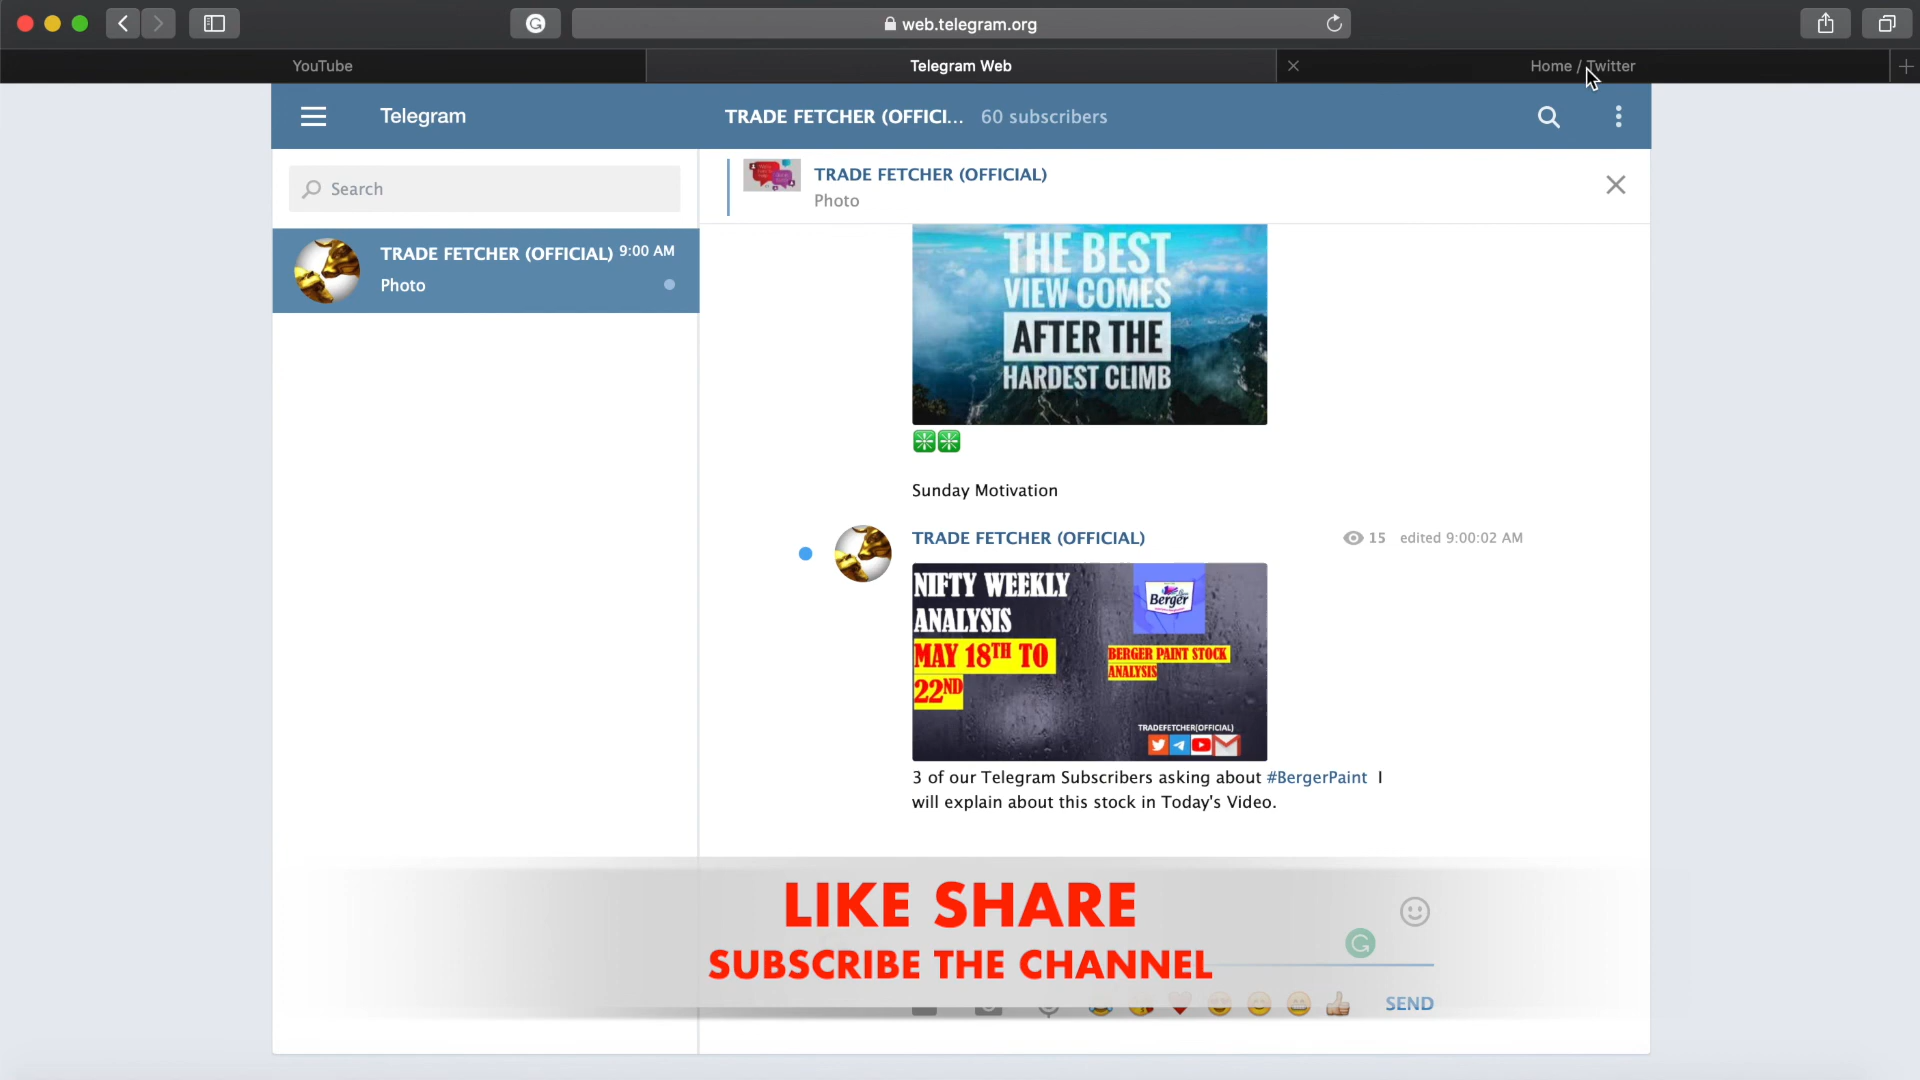 web.telegram.org
YouTube
Telegram Web
Home / Twitter
Telegram
TRADE FETCHER (OFFICI... 60 subscribers
Search
TRADE FETCHER (OFFICIAL) 9:00 AM
Photo
TRADE FETCHER (OFFICIAL)
Photo
THE BEST
VIEW COMES
AFTER THE
HARDEST CLIMB
Sunday Motivation
TRADE FETCHER (OFFICIAL)
15 edited 9:00:02 AM
NIFTY WEEKLY
ANALYSIS
MAY 18TH TO
22ND
Berger
BERGER PAINT STOCK
ANALYSIS
TRADEFETCHER(OFFICIAL)
3 of our Telegram Subscribers asking about #BergerPaint I
will explain about this stock in Today's Video.
LIKE SHARE
SUBSCRIBE THE CHANNEL
SEND